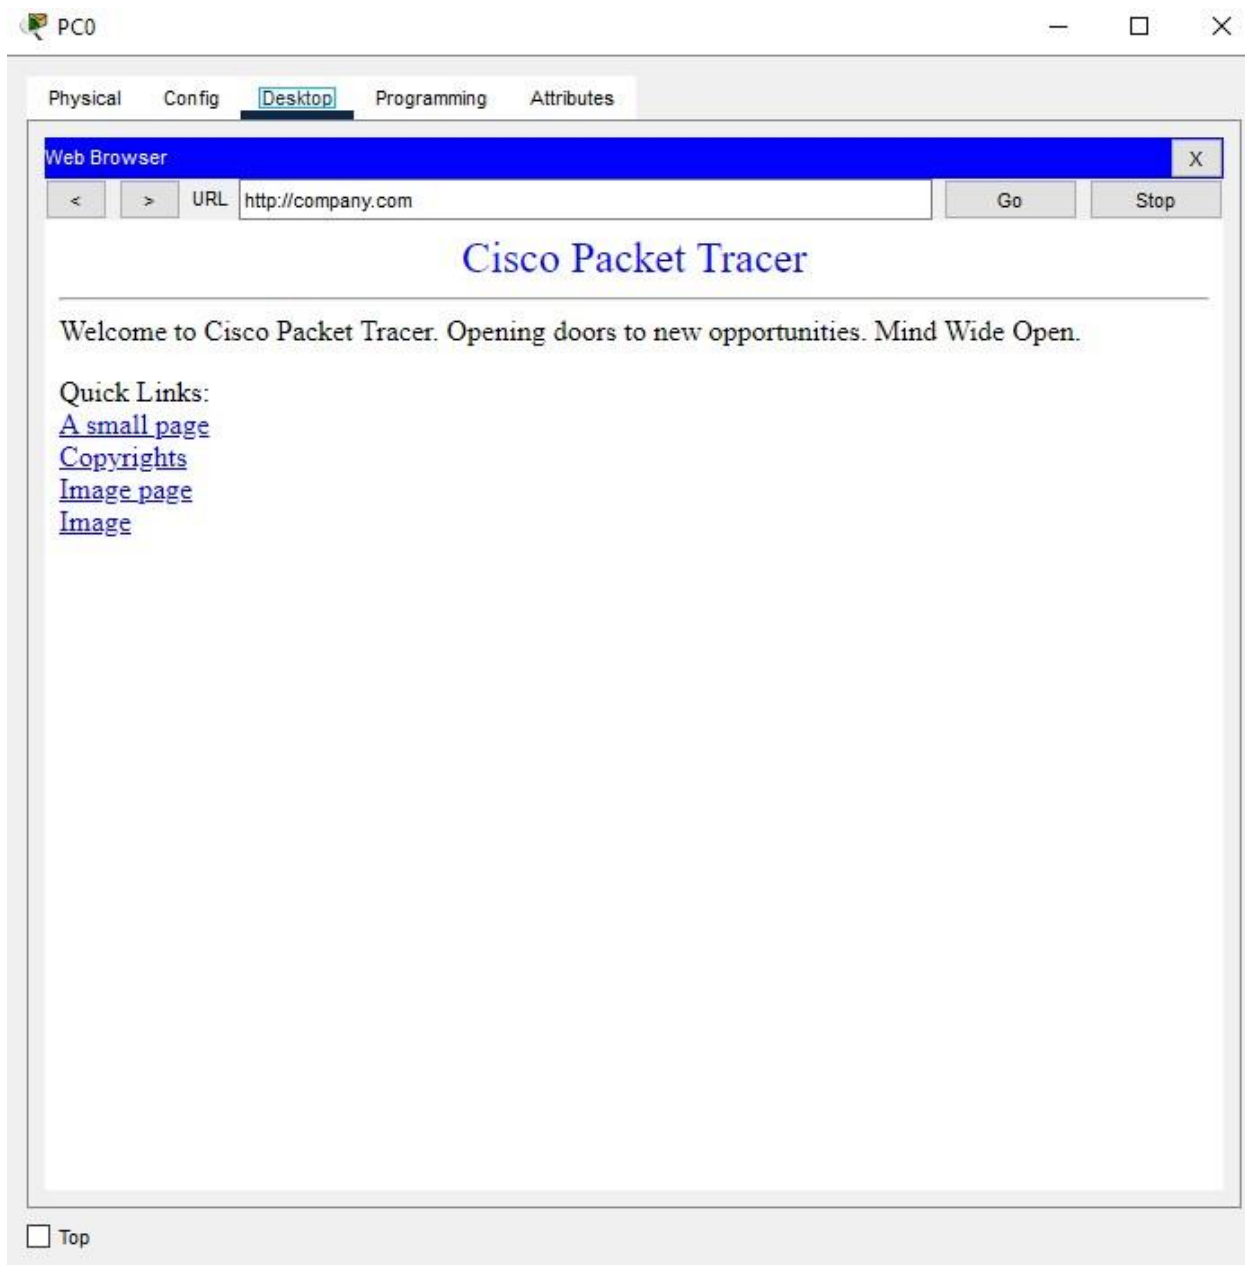 PC0
Physical Config Desktop Programming Attributes
Web Browser X
< > URL http://company.com Go Stop
Cisco Packet Tracer
Welcome to Cisco Packet Tracer. Opening doors to new opportunities. Mind Wide Open.
Quick Links:
A small page
Copyrights
Image page
Image
Top